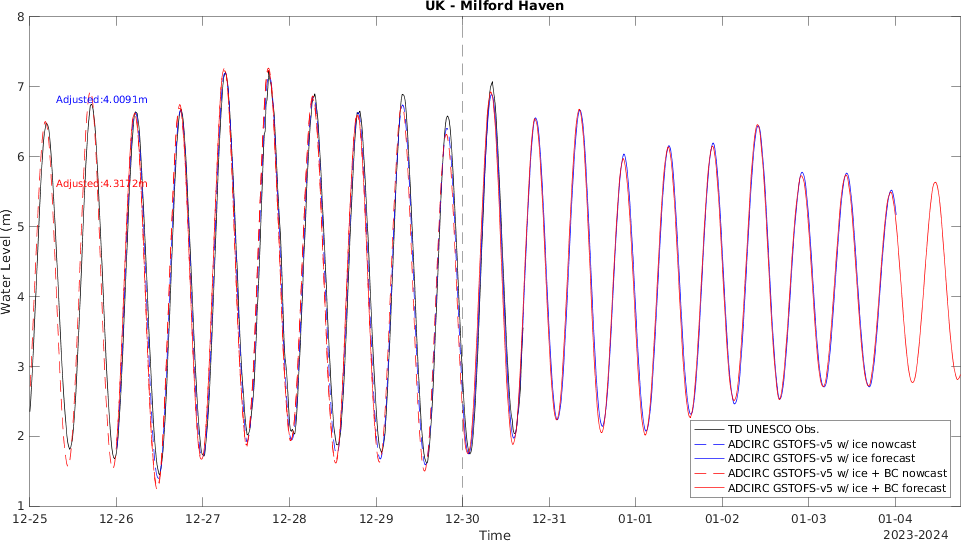 UK - Milford Haven
8
7
6
5
4
3
2
1
Water Level (m)
Adjusted:4.0091m
Adjusted:4.3172m
TD UNESCO Obs.
ADCIRC GSTOFS-v5 w/ ice nowcast
ADCIRC GSTOFS-v5 w/ ice forecast
ADCIRC GSTOFS-v5 w/ ice + BC nowcast
ADCIRC GSTOFS-v5 w/ ice + BC forecast
12-25 12-26 12-27 12-28 12-29 12-30 12-31 01-01 01-02 01-03 01-04
Time
2023-2024